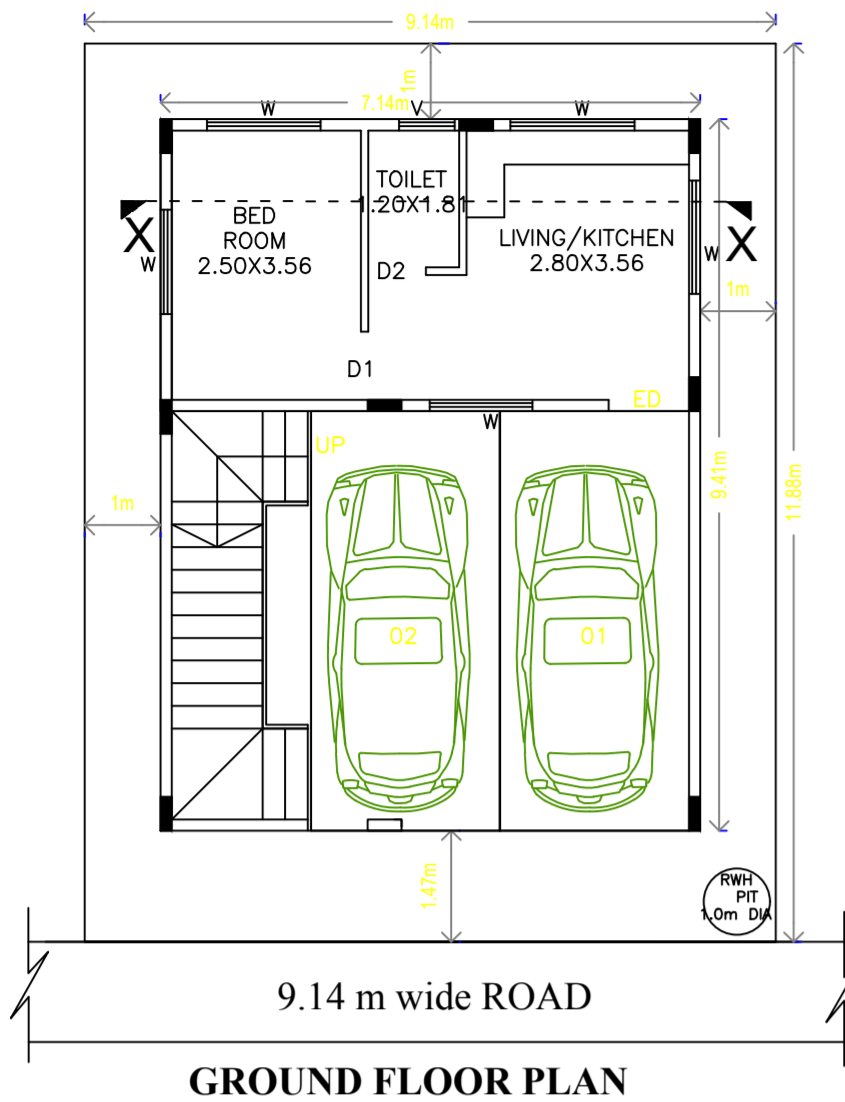 9.14m
1m
7.14m
W
V
W
TOILET
1.20X1.81
BED
ROOM
2.50X3.56
LIVING/KITCHEN
2.80X3.56
X
X
W
W
D2
1m
D1
ED
W
UP
9.41m
11.88m
1m
02
01
1.47m
RWH
PIT
1.0m DIA
9.14 m wide ROAD
GROUND FLOOR PLAN